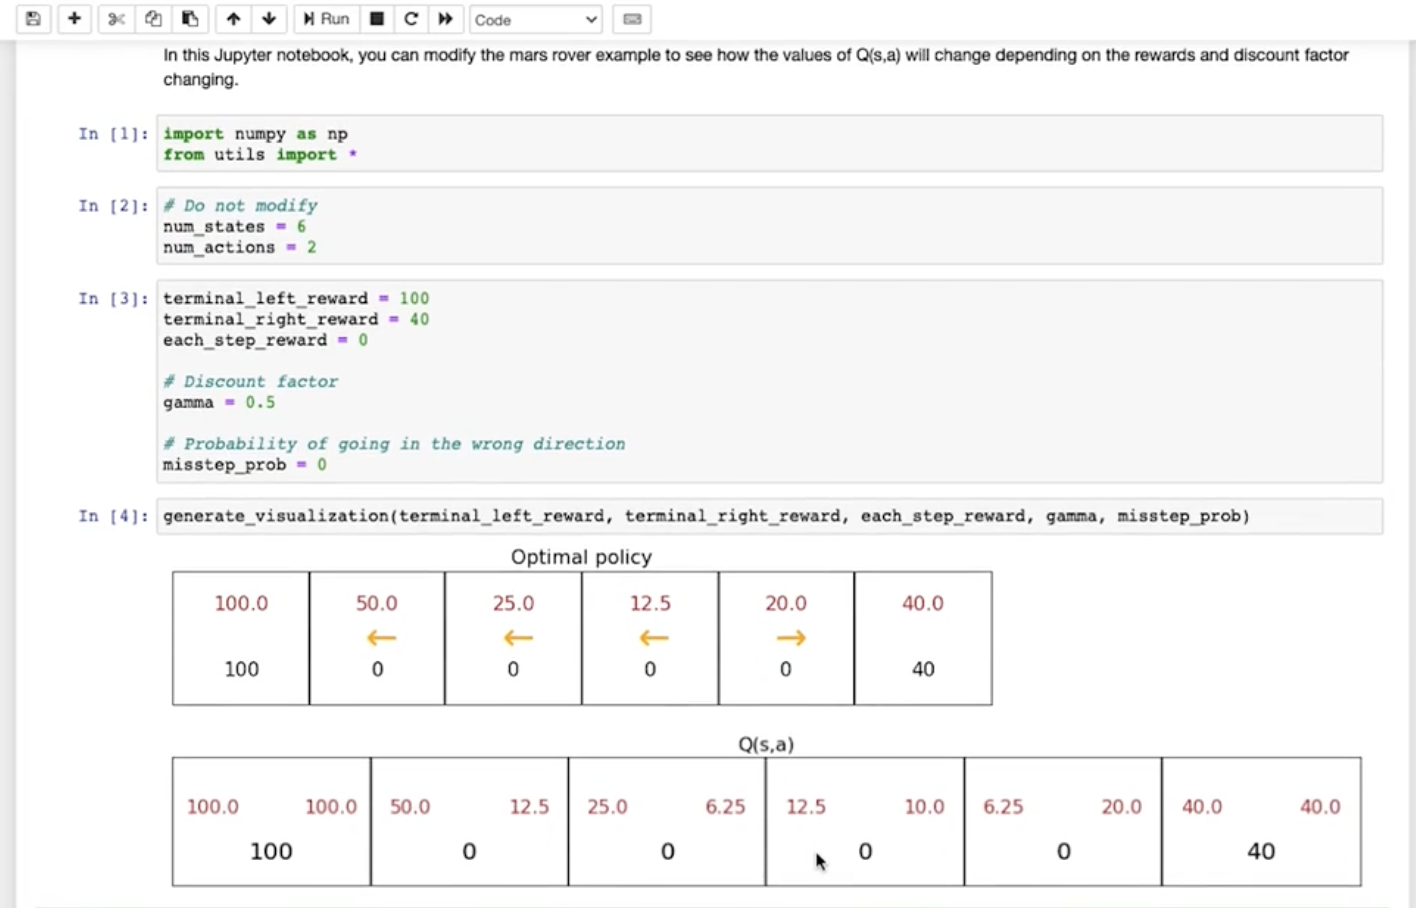 Run
Code
In this Jupyter notebook, you can modify the mars rover example to see how the values of Q(s,a) will change depending on the rewards and discount factor
changing.
In [1]: import numpy as np
from utils import *
In [2]: # Do not modify
num_states = 6
num_actions = 2
In [3]: terminal_left_reward = 100
terminal_right_reward = 40
each_step_reward = 0
# Discount factor
gamma = 0.5
# Probability of going in the wrong direction
misstep_prob = 0
In [4]: generate_visualization(terminal_left_reward, terminal_right_reward, each_step_reward, gamma, misstep_prob)
Optimal policy
100.0 50.0 25.0 12.5 20.0 40.0
← ← ← →
100 0 0 0 0 40
Q(s,a)
100.0 100.0 50.0 12.5 25.0 6.25 12.5 10.0 6.25 20.0 40.0 40.0
100 0 0 0 0 40